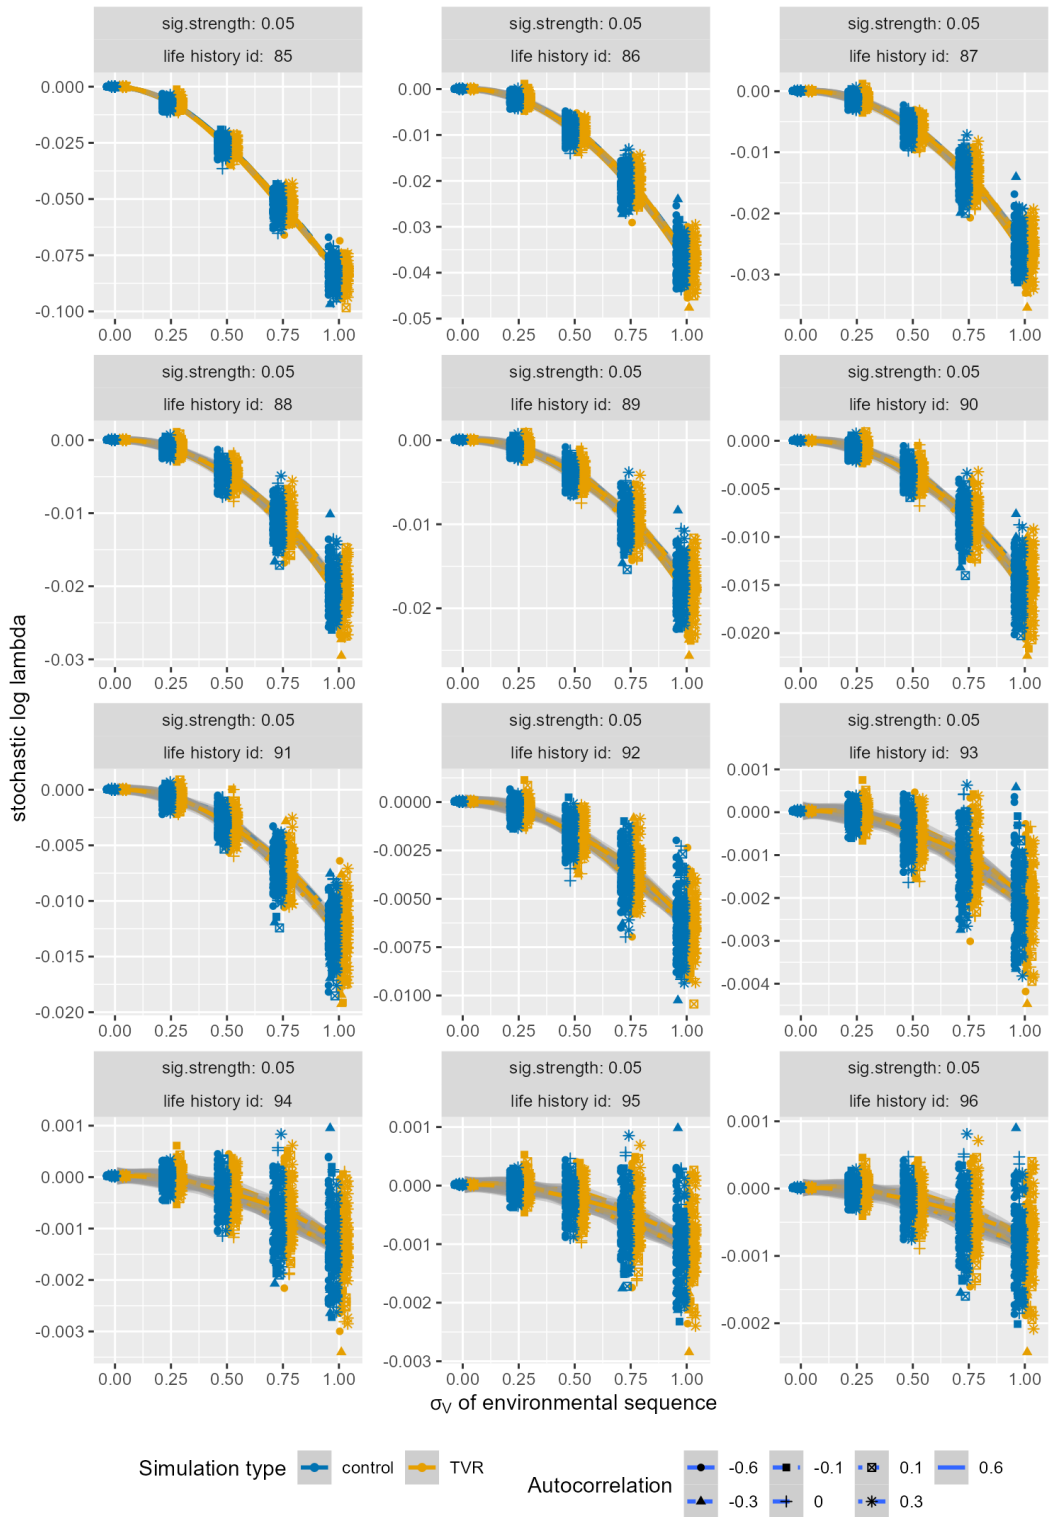 sig.strength: 0.05
life history id: 85
sig.strength: 0.05
life history id: 86
sig.strength: 0.05
life history id: 87
0.000
-0.025
-0.050
-0.075
-0.100
0.00 0.25 0.50 0.75 1.00
0.00
-0.01
-0.02
-0.03
-0.04
-0.05
0.00 0.25 0.50 0.75 1.00
0.00
-0.01
-0.02
-0.03
0.00 0.25 0.50 0.75 1.00
sig.strength: 0.05
life history id: 88
sig.strength: 0.05
life history id: 89
sig.strength: 0.05
life history id: 90
0.00
-0.01
-0.02
-0.03
0.00 0.25 0.50 0.75 1.00
0.00
-0.01
-0.02
0.00 0.25 0.50 0.75 1.00
0.000
-0.005
-0.010
-0.015
-0.020
0.00 0.25 0.50 0.75 1.00
stochastic log lambda
sig.strength: 0.05
life history id: 91
sig.strength: 0.05
life history id: 92
sig.strength: 0.05
life history id: 93
0.000
-0.005
-0.010
-0.015
-0.020
0.00 0.25 0.50 0.75 1.00
0.0000
-0.0025
-0.0050
-0.0075
-0.0100
0.00 0.25 0.50 0.75 1.00
0.001
0.000
-0.001
-0.002
-0.003
-0.004
0.00 0.25 0.50 0.75 1.00
sig.strength: 0.05
life history id: 94
sig.strength: 0.05
life history id: 95
sig.strength: 0.05
life history id: 96
0.001
0.000
-0.001
-0.002
-0.003
0.00 0.25 0.50 0.75 1.00
0.001
0.000
-0.001
-0.002
-0.003
0.00 0.25 0.50 0.75 1.00
0.001
0.000
-0.001
-0.002
0.00 0.25 0.50 0.75 1.00
σV of environmental sequence
Simulation type control TVR
Autocorrelation
-0.6 -0.1 0.1 0.6
-0.3 0 0.3